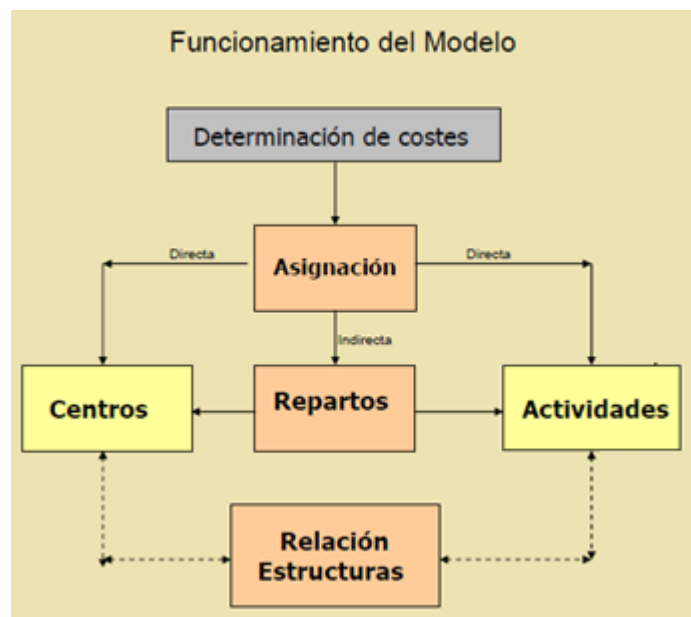 Funcionamiento del Modelo
Determinación de costes
Directa
Asignación
Directa
Indirecta
Centros
Repartos
Actividades
Relación
Estructuras